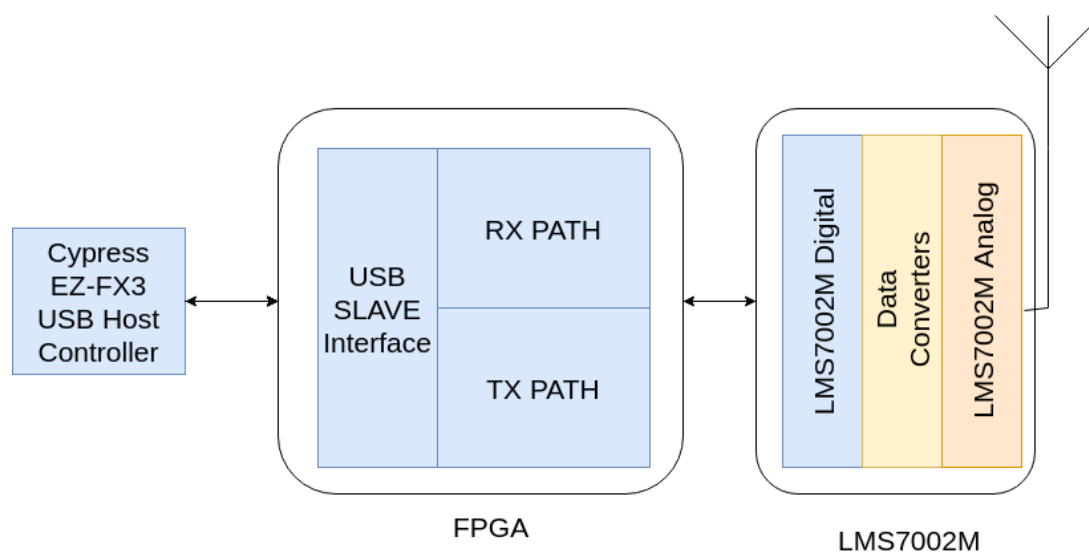 Cypress
EZ-FX3
USB Host
Controller
USB
SLAVE
Interface
RX PATH
TX PATH
FPGA
LMS7002M Digital
Data
Converters
LMS7002M Analog
LMS7002M